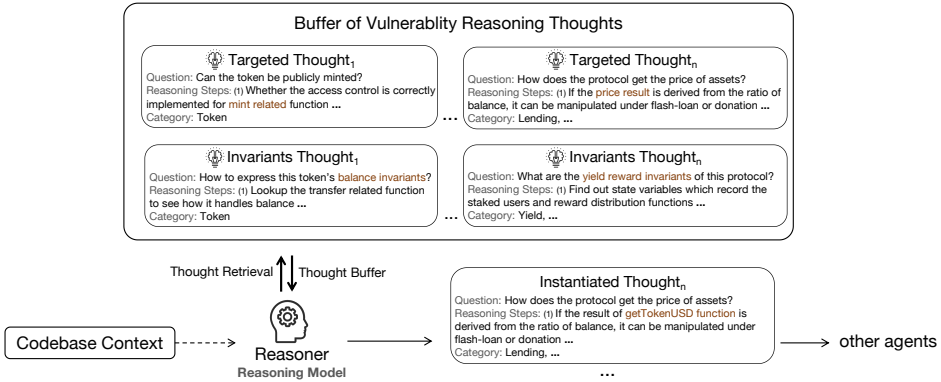 Buffer of Vulnerablity Reasoning Thoughts
Targeted Thought1
Question: Can the token be publicly minted?
Reasoning Steps: (1) Whether the access control is correctly
implemented for mint related function ...
Category: Token
...
Targeted Thoughtn
Question: How does the protocol get the price of assets?
Reasoning Steps: (1) If the price result is derived from the ratio of
balance, it can be manipulated under flash-loan or donation ...
Category: Lending, ...
Invariants Thought1
Question: How to express this token's balance invariants?
Reasoning Steps: (1) Lookup the transfer related function
to see how it handles balance ...
Category: Token
...
Invariants Thoughtn
Question: What are the yield reward invariants of this protocol?
Reasoning Steps: (1) Find out state variables which record the
staked users and reward distribution functions ...
Category: Yield, ...
Thought Retrieval
Thought Buffer
Codebase Context
Reasoner
Reasoning Model
Instantiated Thoughtn
Question: How does the protocol get the price of assets?
Reasoning Steps: (1) If the result of getTokenUSD function is
derived from the ratio of balance, it can be manipulated under
flash-loan or donation ...
Category: Lending, ...
...
other agents